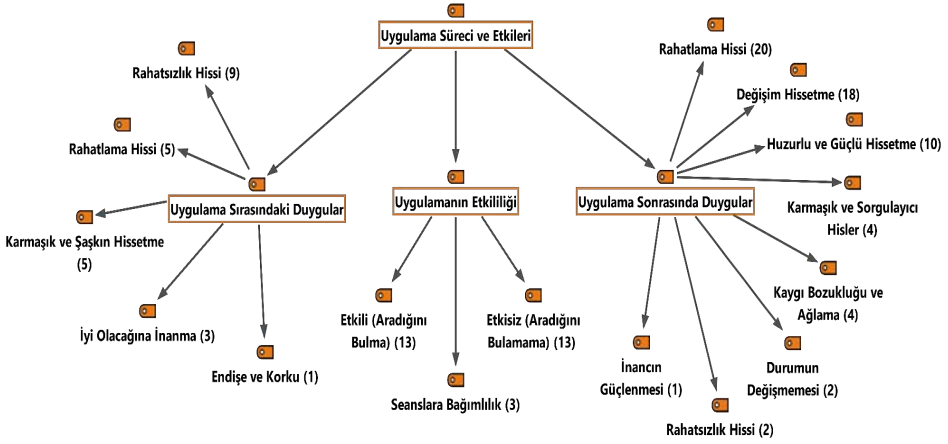 Uygulama Süreci ve Etkileri
Rahatsızlık Hissi (9)
Rahatlama Hissi (5)
Uygulama Sırasındaki Duygular
Karmaşık ve Şaşkın Hissetme
(5)
İyi Olacağına İnanma (3)
Endişe ve Korku (1)
Uygulamanın Etkililiği
Etkili (Aradığını
Bulma) (13)
Seanslara Bağımlılık (3)
Etkisiz (Aradığını
Bulamama) (13)
Rahatlama Hissi
(20)
Değişim Hissetme (18)
Huzurlu ve Güçlü Hissetme (10)
Uygulama Sonrasında Duygular
Karmaşık ve Sorgulayıcı
Hisler (4)
Kaygı Bozukluğu ve
Ağlama (4)
Durumun
Değişmemesi (2)
İnancın
Güçlenmesi (1)
Rahatsızlık Hissi (2)